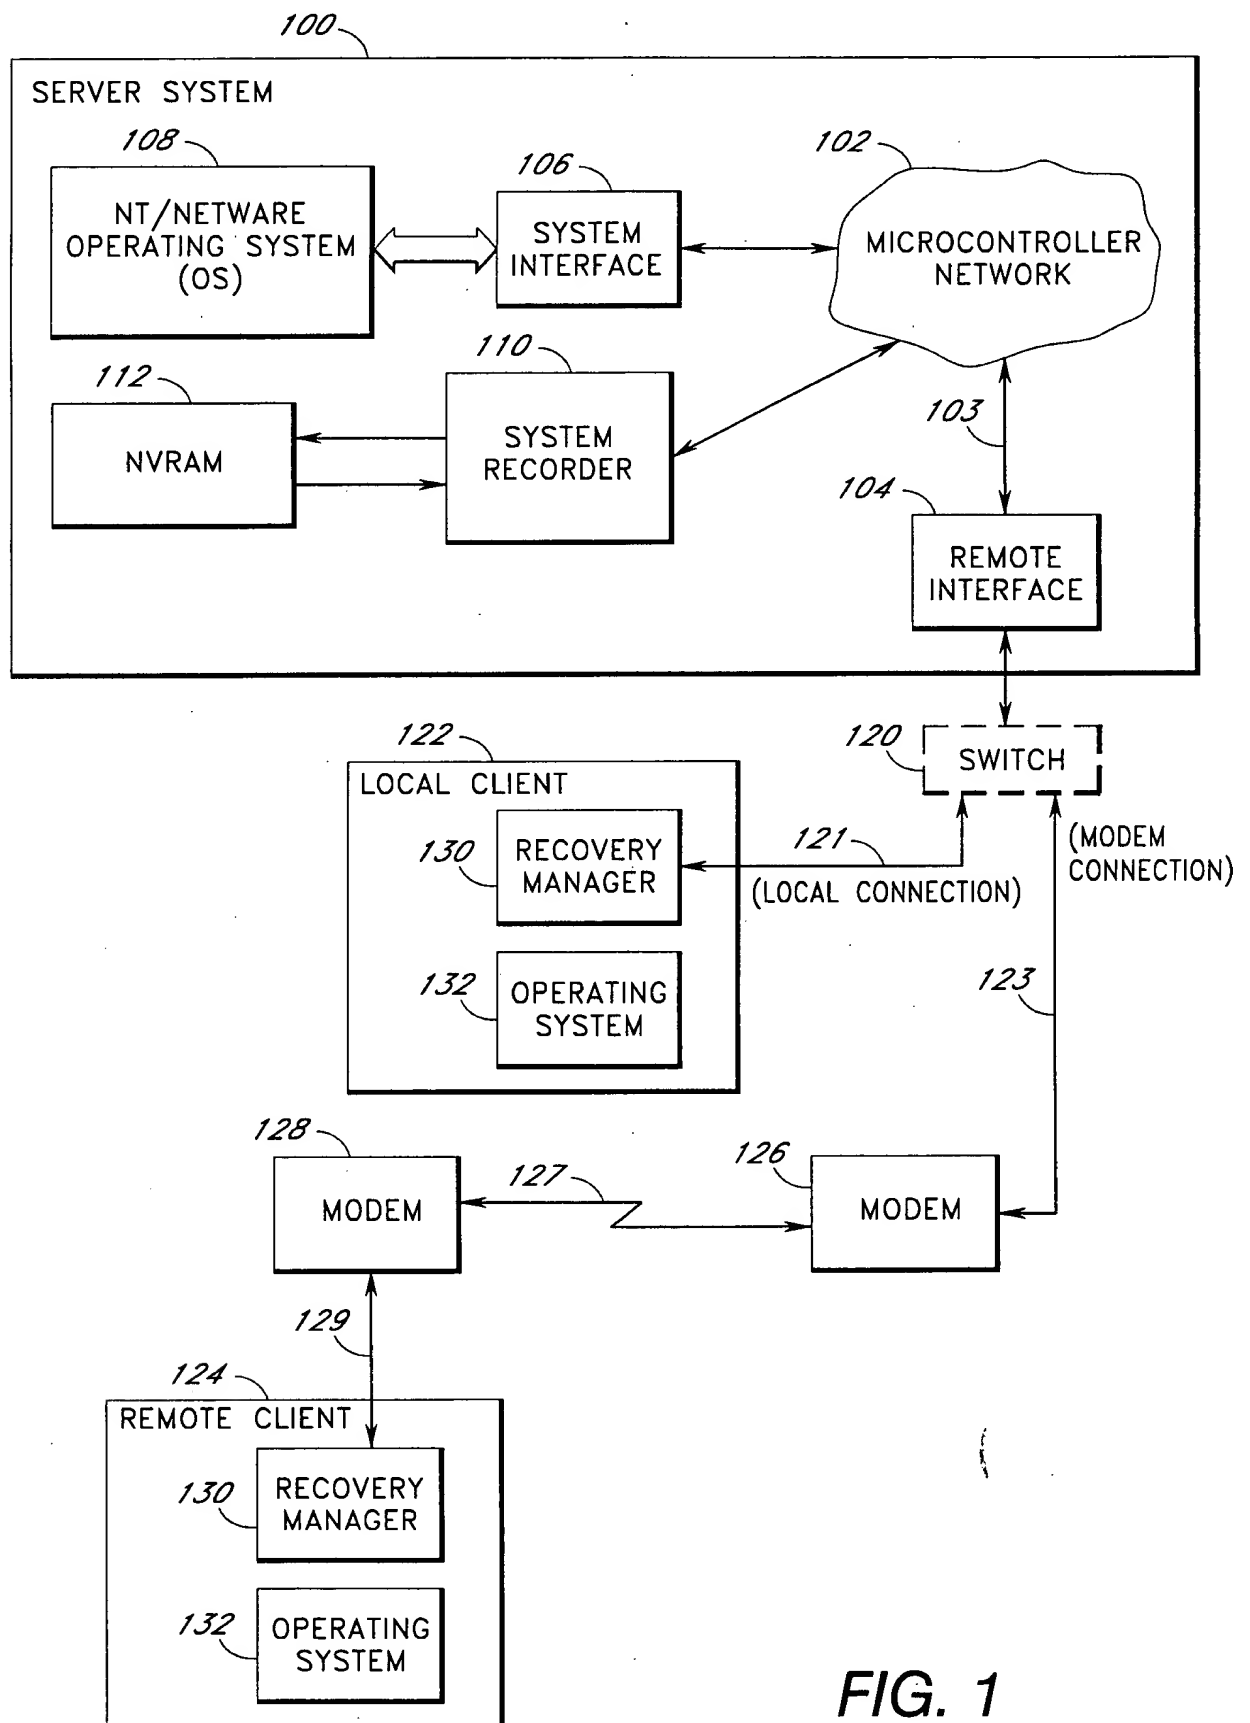 100
SERVER SYSTEM
108
NT/NETWARE
OPERATING SYSTEM
(OS)
106
SYSTEM
INTERFACE
102
MICROCONTROLLER
NETWORK
112
NVRAM
110
SYSTEM
RECORDER
103
104
REMOTE
INTERFACE
120
SWITCH
122
LOCAL CLIENT
130
RECOVERY
MANAGER
121
(LOCAL CONNECTION)
(MODEM
CONNECTION)
132
OPERATING
SYSTEM
123
128
MODEM
127
126
MODEM
129
124
REMOTE CLIENT
130
RECOVERY
MANAGER
132
OPERATING
SYSTEM
FIG. 1